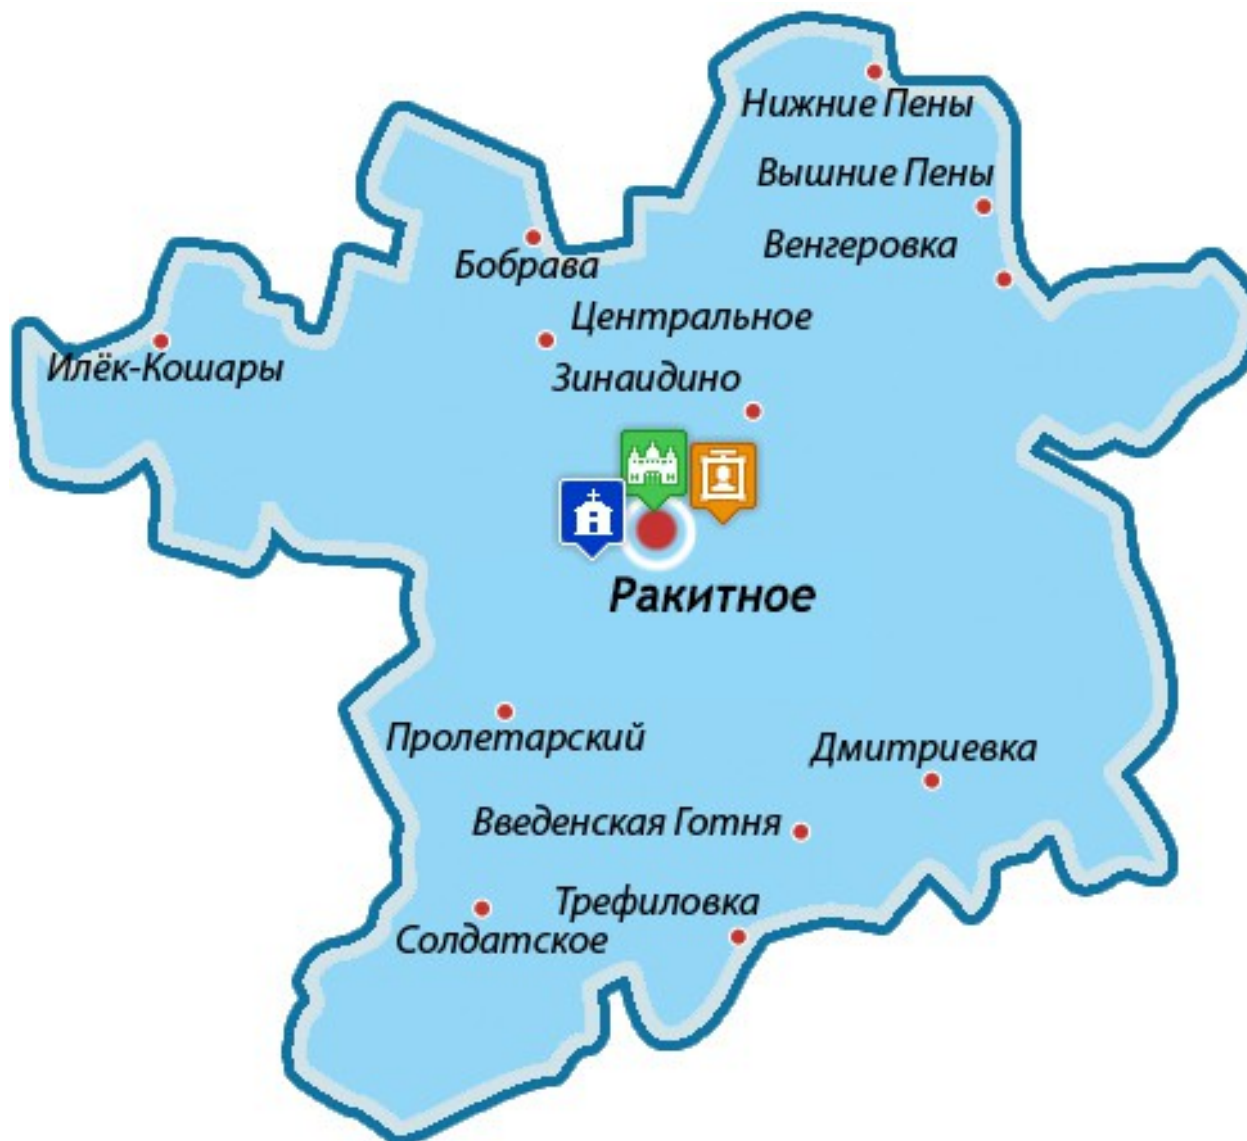 Нижние Пены
Вышние Пены
Венгеровка
Бобрава
Центральное
Илёк-Кошары
Зинаидино
Ракитное
Пролетарский
Дмитриевка
Введенская Готня
Трефиловка
Солдатское